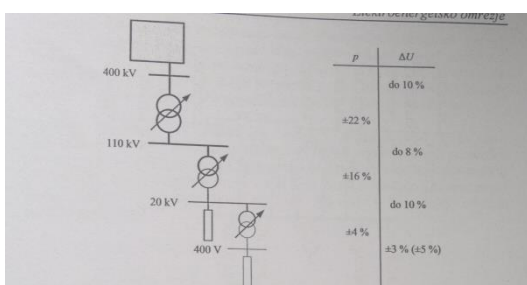 Elektroenergetsko omrežje
p ΔU
400 kV
do 10 %
±22 %
110 kV
do 8 %
±16 %
20 kV
do 10 %
±4 %
400 V
±3 % (±5 %)